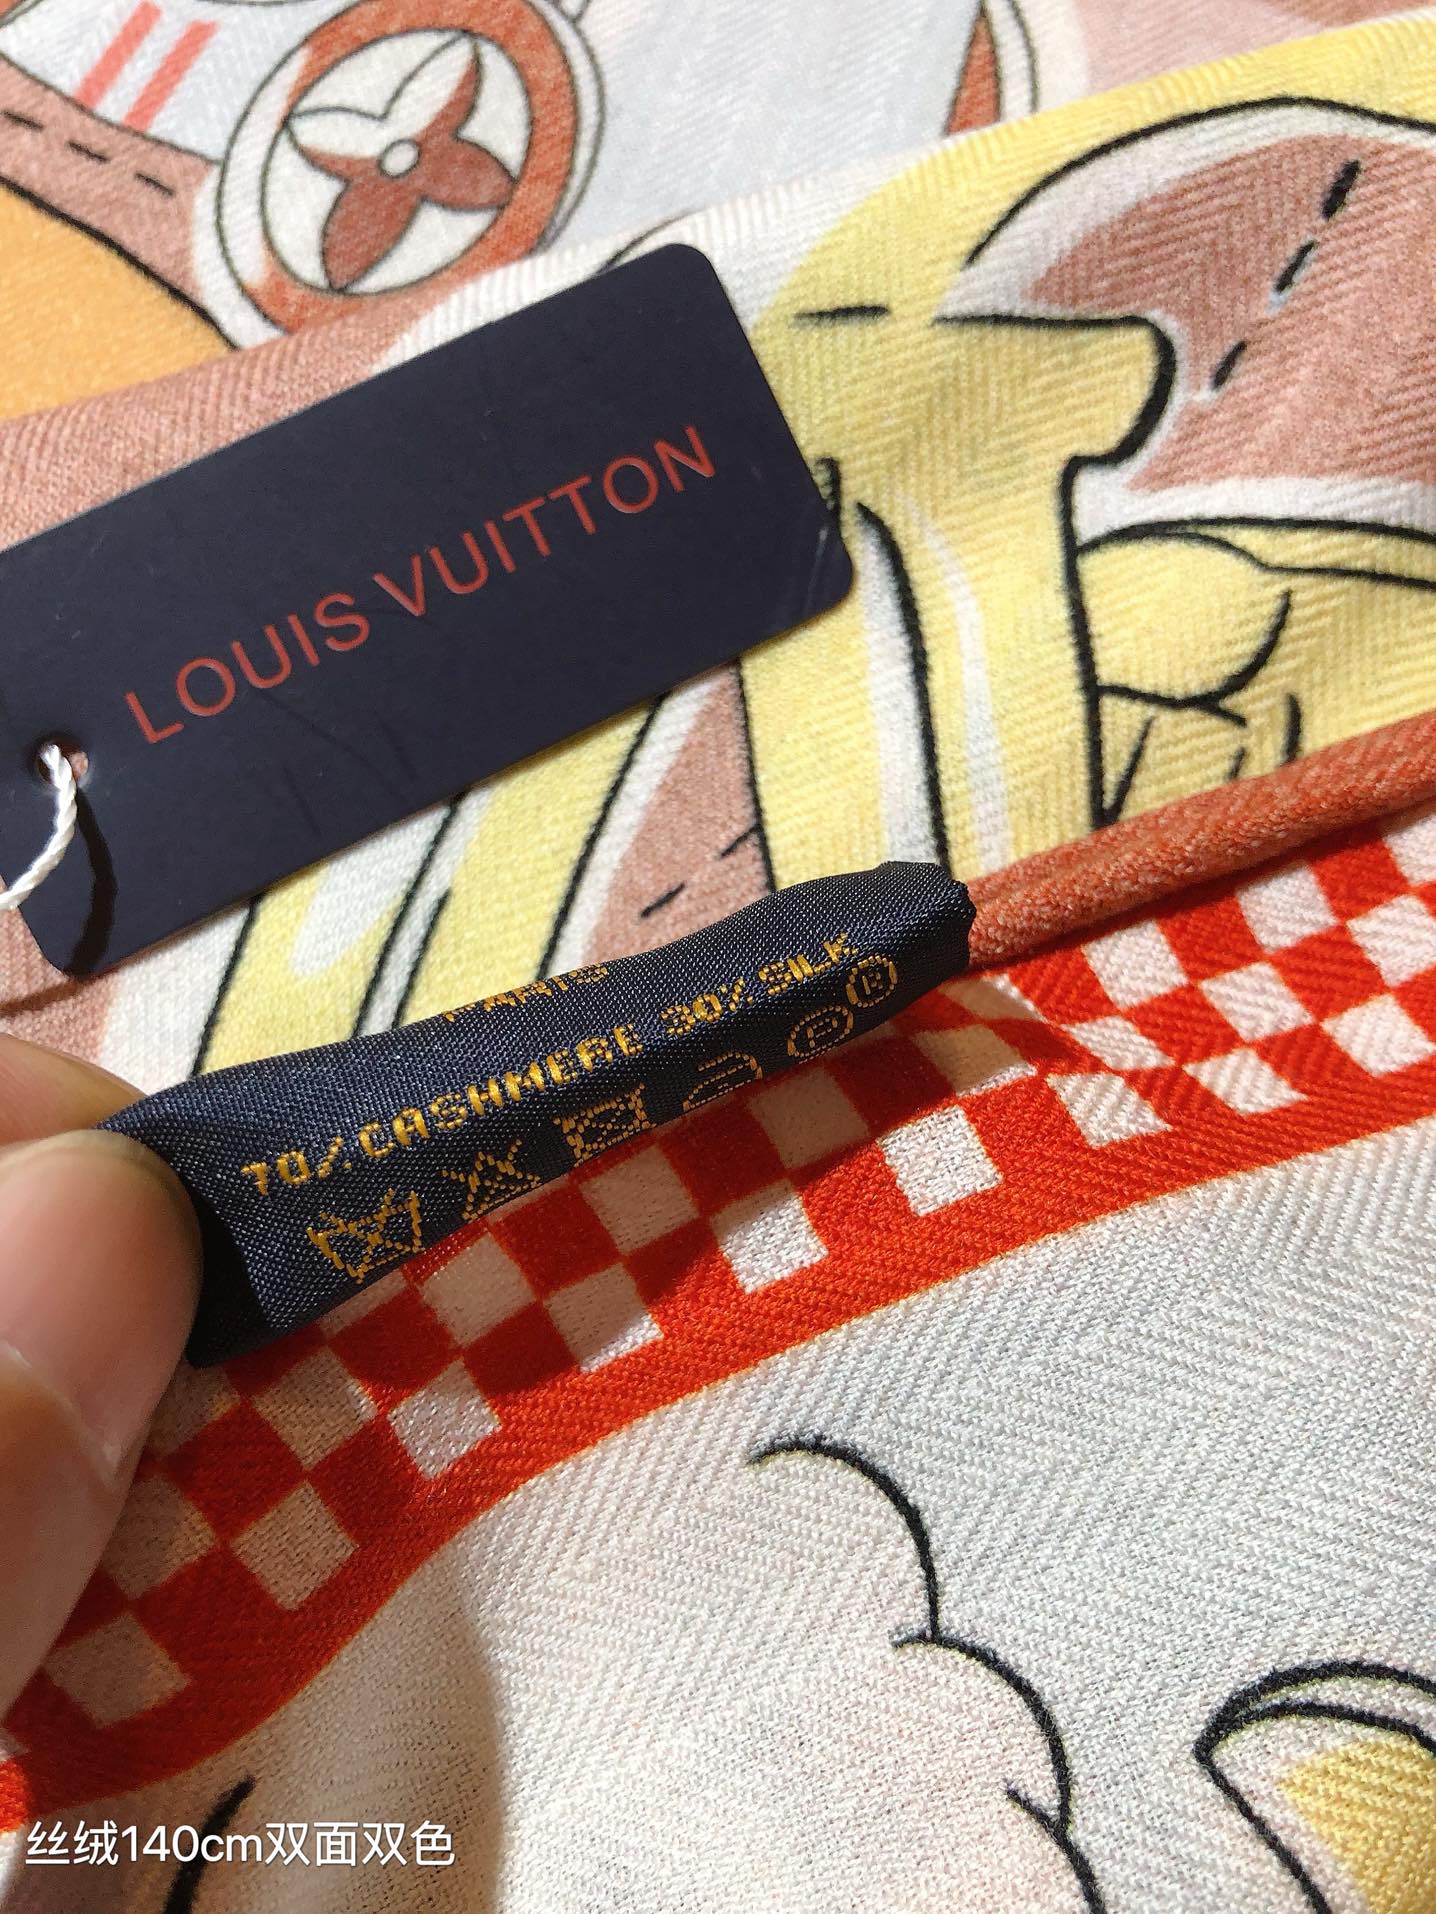 LOUIS VUITTON
70% CASHMERE 30% SILK
丝绒140cm双面双色